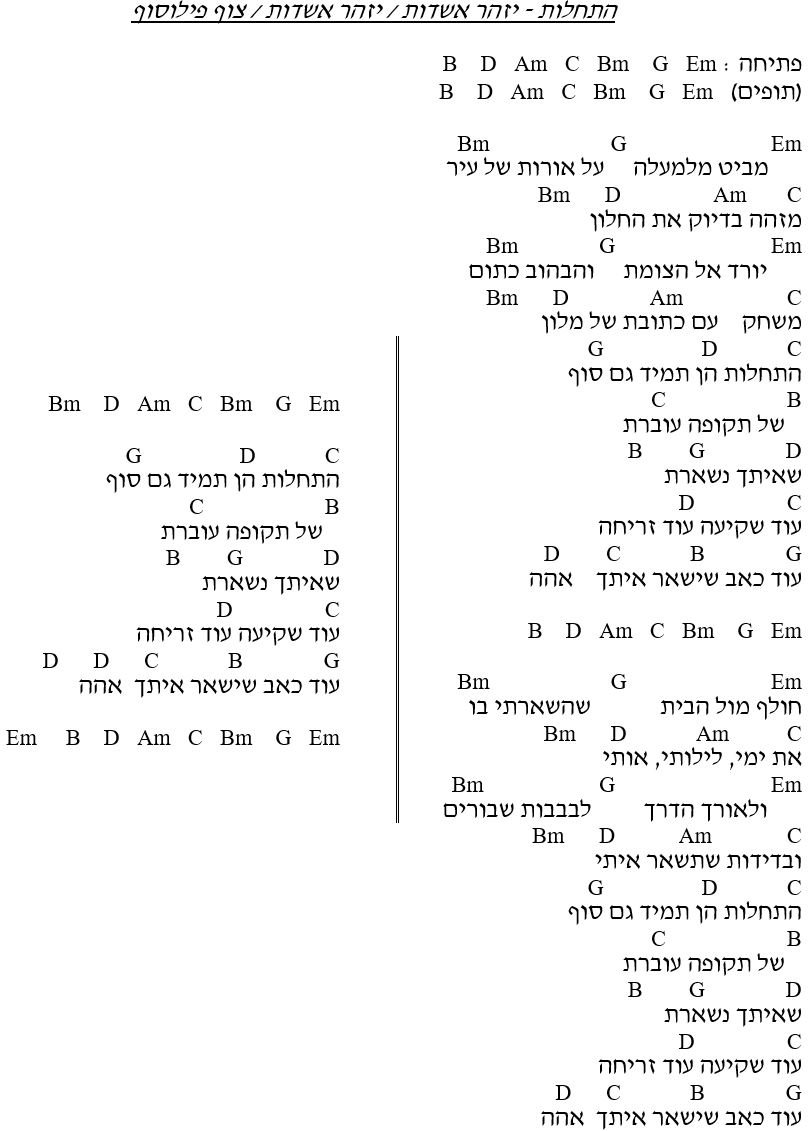 התחלות - יזהר אשדות / יזהר אשדות / צוף פילוסוף
פתיחה : Em G Bm C Am D B
(תופים) Em G Bm C Am D B
Em G Bm
מביט מלמעלה על אורות של עיר
C Am D Bm
מזהה בדיוק את החלון
Em G Bm
יורד אל הצומת והבהוב כתום
C Am D Bm
משחק עם כתובת של מלון
C D G
התחלות הן תמיד גם סוף
B C
של תקופה עוברת
D G B
שאיתך נשארת
C D
עוד שקיעה עוד זריחה
G B C D
עוד כאב שישאר איתך אהה
Em G Bm C Am D B
Em G Bm
חולף מול הבית שהשארתי בו
C Am D Bm
את ימי, לילותי, אותי
Em G Bm
ולאורך הדרך לבבבות שבורים
C Am D Bm
ובדידות שתשאר איתי
C D G
התחלות הן תמיד גם סוף
B C
של תקופה עוברת
D G B
שאיתך נשארת
C D
עוד שקיעה עוד זריחה
G B C D
עוד כאב שישאר איתך אהה
Em G Bm C Am D Bm
C D G
התחלות הן תמיד גם סוף
B C
של תקופה עוברת
D G B
שאיתך נשארת
C D
עוד שקיעה עוד זריחה
G B C D D
עוד כאב שישאר איתך אהה
Em G Bm C Am D B Em